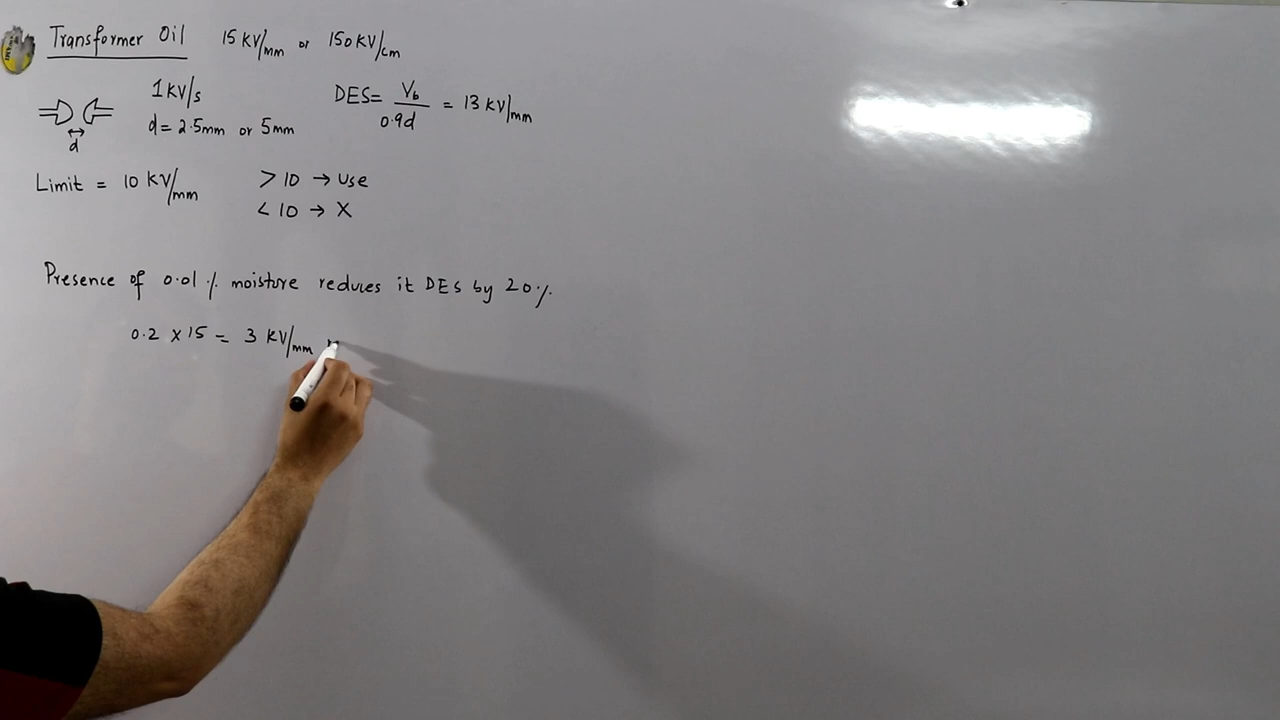 Transformer Oil 15 KV/mm or 150 KV/cm
1 KV/s
DES = Vb/0.9d = 13 KV/mm
d = 2.5mm or 5mm
d
Limit = 10 KV/mm > 10 → use
< 10 → X
Presence of 0.01 % moisture reduces it DES by 20 %.
0.2 x 15 = 3 KV/mm